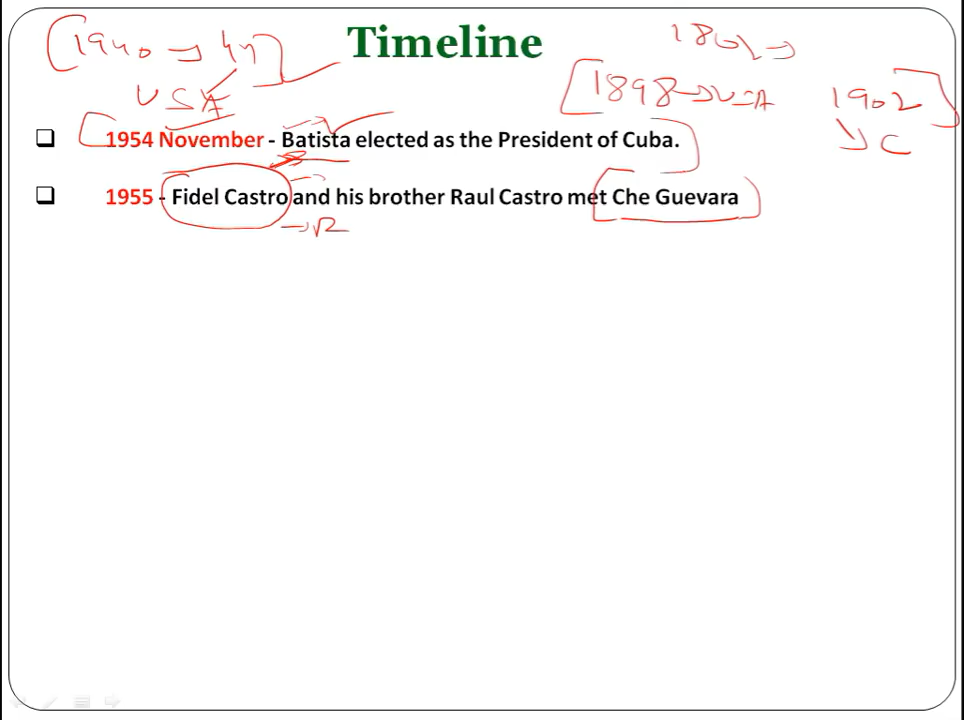 1940 → 44
Timeline
USA
1898 → USA 1902
1954 November - Batista elected as the President of Cuba.
C
1955 - Fidel Castro and his brother Raul Castro met Che Guevara